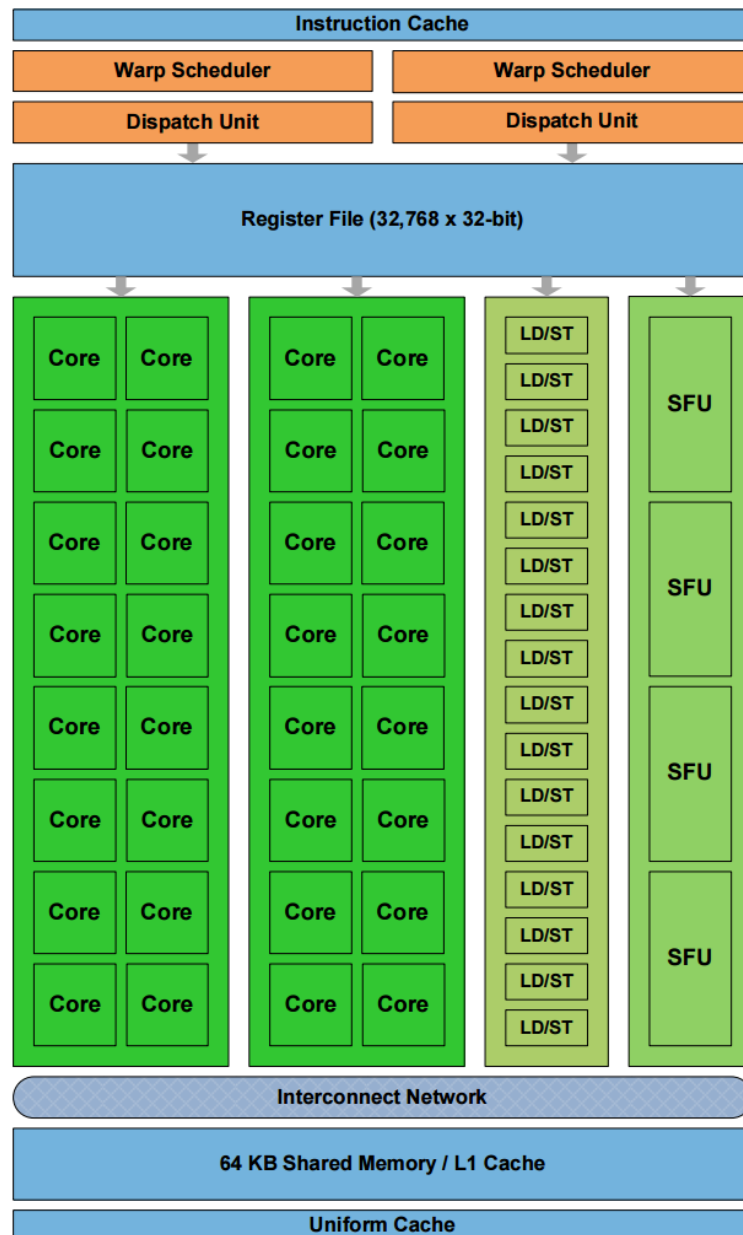 Instruction Cache
Warp Scheduler Warp Scheduler
Dispatch Unit Dispatch Unit
Register File (32,768 x 32-bit)
Core Core Core Core LD/ST
LD/ST
SFU
Core Core Core Core LD/ST
LD/ST
Core Core Core Core LD/ST
LD/ST
SFU
Core Core Core Core LD/ST
LD/ST
Core Core Core Core LD/ST
LD/ST
SFU
Core Core Core Core LD/ST
LD/ST
Core Core Core Core LD/ST
LD/ST
SFU
Core Core Core Core LD/ST
LD/ST
Interconnect Network
64 KB Shared Memory / L1 Cache
Uniform Cache